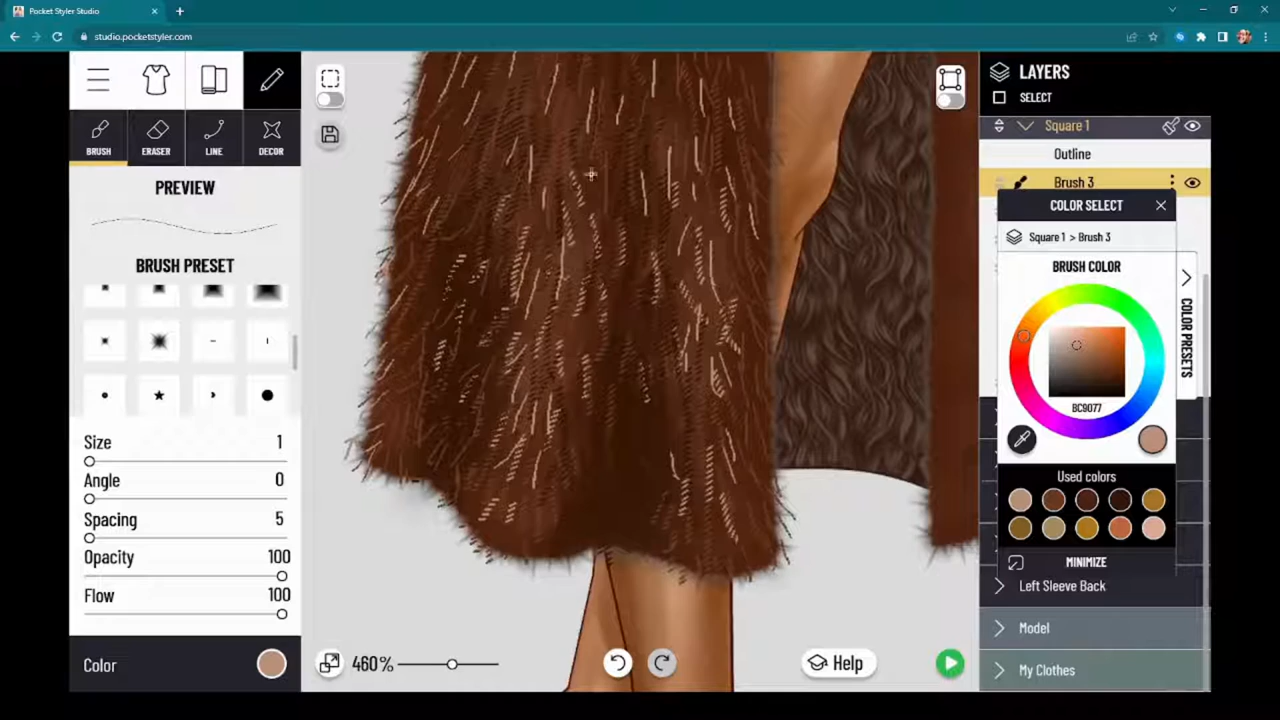 Pocket Styler Studio
studio.pocketstyler.com
BRUSH
ERASER
LINE
DECOR
PREVIEW
BRUSH PRESET
Size 1
Angle 0
Spacing 5
Opacity 100
Flow 100
Color
460%
Help
LAYERS
SELECT
Square 1
Outline
Brush 3
COLOR SELECT
Square 1 > Brush 3
BRUSH COLOR
BC9077
COLOR PRESETS
Used colors
MINIMIZE
Left Sleeve Back
Model
My Clothes